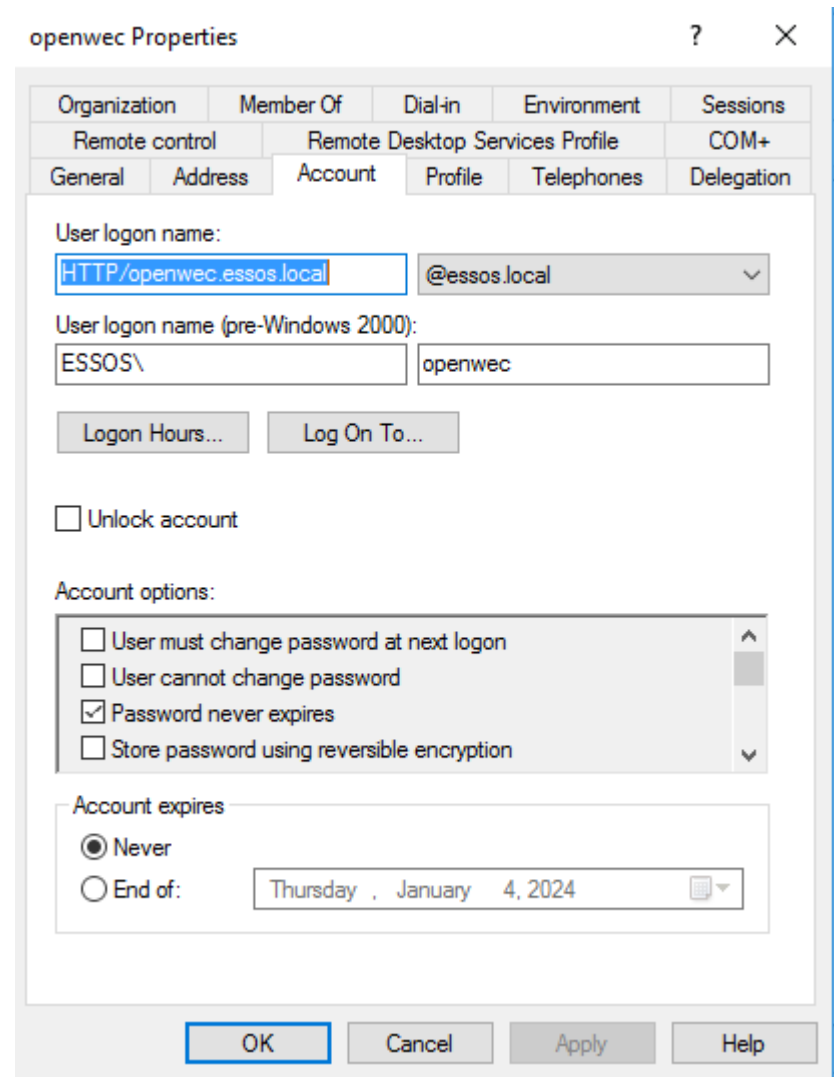 openwec Properties ? ×
Organization Member Of Dial-in Environment Sessions
Remote control Remote Desktop Services Profile COM+
General Address Account Profile Telephones Delegation
User logon name:
HTTP/openwec.essos.local @essos.local
User logon name (pre-Windows 2000):
ESSOS\ openwec
Logon Hours... Log On To...
Unlock account
Account options:
User must change password at next logon
User cannot change password
Password never expires
Store password using reversible encryption
Account expires
Never
End of: Thursday , January 4, 2024
OK Cancel Apply Help